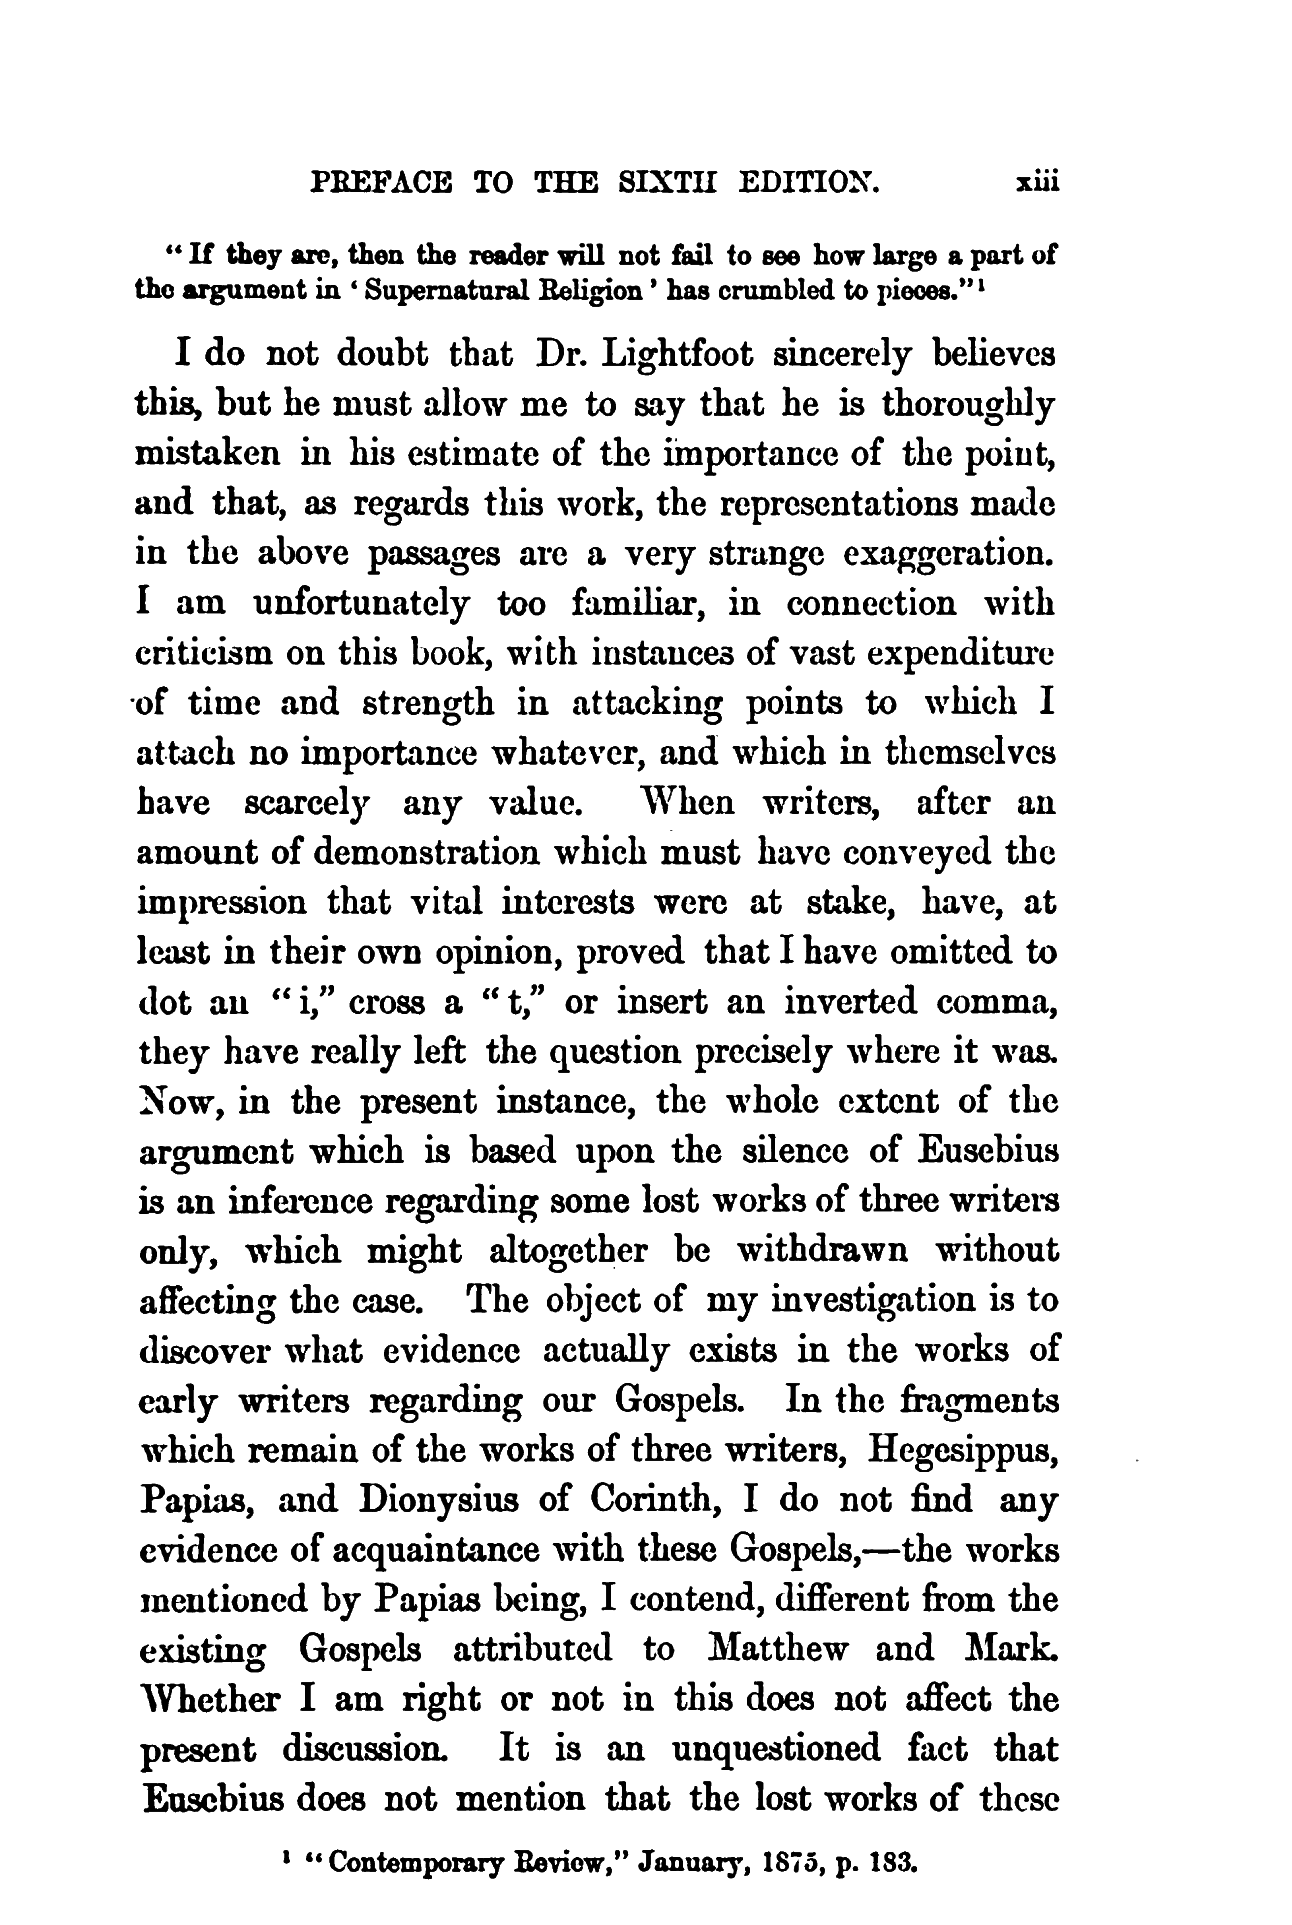 PREFACE TO THE SIXTH EDITION. xiii
“If they are, then the reader will not fail to see how large a part of
the argument in ‘Supernatural Religion’ has crumbled to pieces.”¹
I do not doubt that Dr. Lightfoot sincerely believes
this, but he must allow me to say that he is thoroughly
mistaken in his estimate of the importance of the point,
and that, as regards this work, the representations made
in the above passages are a very strange exaggeration.
I am unfortunately too familiar, in connection with
criticism on this book, with instances of vast expenditure
of time and strength in attacking points to which I
attach no importance whatever, and which in themselves
have scarcely any value. When writers, after an
amount of demonstration which must have conveyed the
impression that vital interests were at stake, have, at
least in their own opinion, proved that I have omitted to
dot an “i,” cross a “t,” or insert an inverted comma,
they have really left the question precisely where it was.
Now, in the present instance, the whole extent of the
argument which is based upon the silence of Eusebius
is an inference regarding some lost works of three writers
only, which might altogether be withdrawn without
affecting the case. The object of my investigation is to
discover what evidence actually exists in the works of
early writers regarding our Gospels. In the fragments
which remain of the works of three writers, Hegesippus,
Papias, and Dionysius of Corinth, I do not find any
evidence of acquaintance with these Gospels,—the works
mentioned by Papias being, I contend, different from the
existing Gospels attributed to Matthew and Mark.
Whether I am right or not in this does not affect the
present discussion. It is an unquestioned fact that
Eusebius does not mention that the lost works of these
¹ “Contemporary Review,” January, 1875, p. 183.